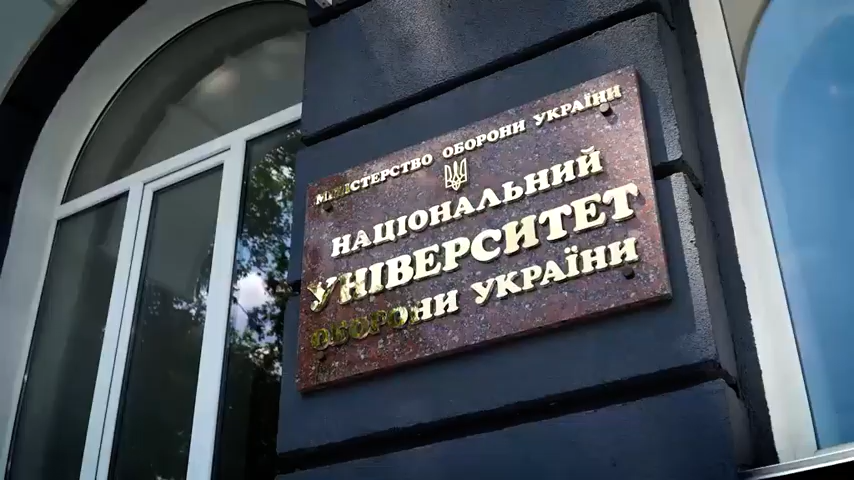 МІНІСТЕРСТВО ОБОРОНИ УКРАЇНИ
НАЦІОНАЛЬНИЙ
УНІВЕРСИТЕТ
ОБОРОНИ УКРАЇНИ